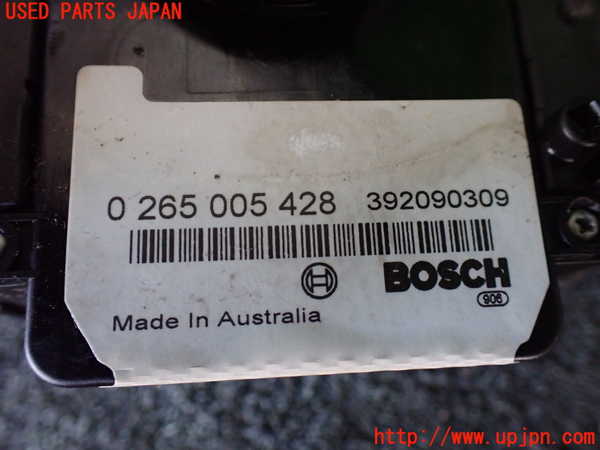 USED PARTS JAPAN
0 265 005 428 392090309
BOSCH
906
Made In Australia
http://www.upjpn.com/